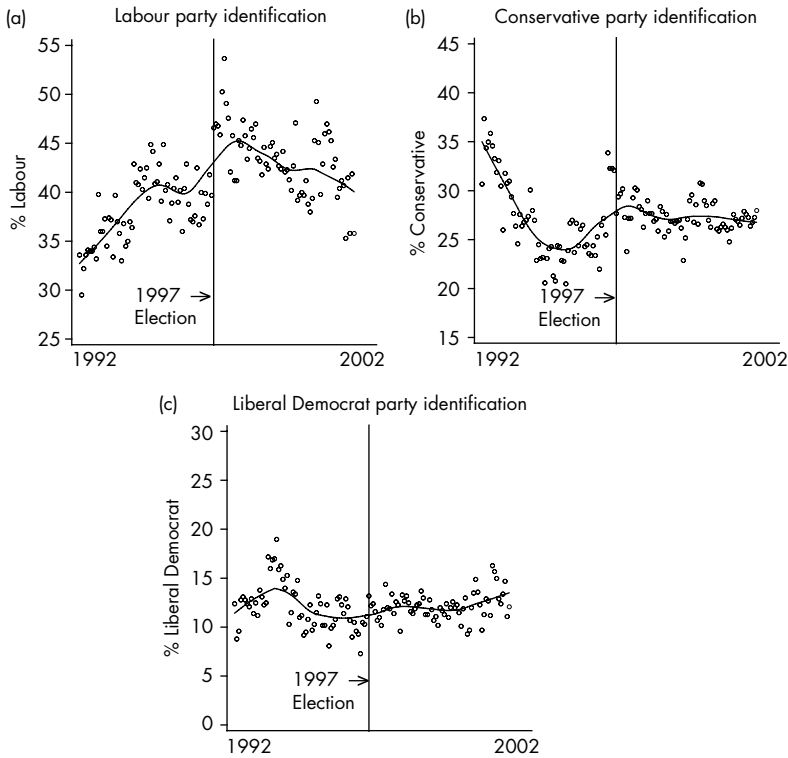 (a)
Labour party identification
55
50
45
40
35
30
25
% Labour
1997
Election
1992
2002
(b)
Conservative party identification
45
40
35
30
25
15
% Conservative
1997
Election
1992
2002
(c)
Liberal Democrat party identification
30
25
20
15
10
5
0
% Liberal Democrat
1997
Election
1992
2002